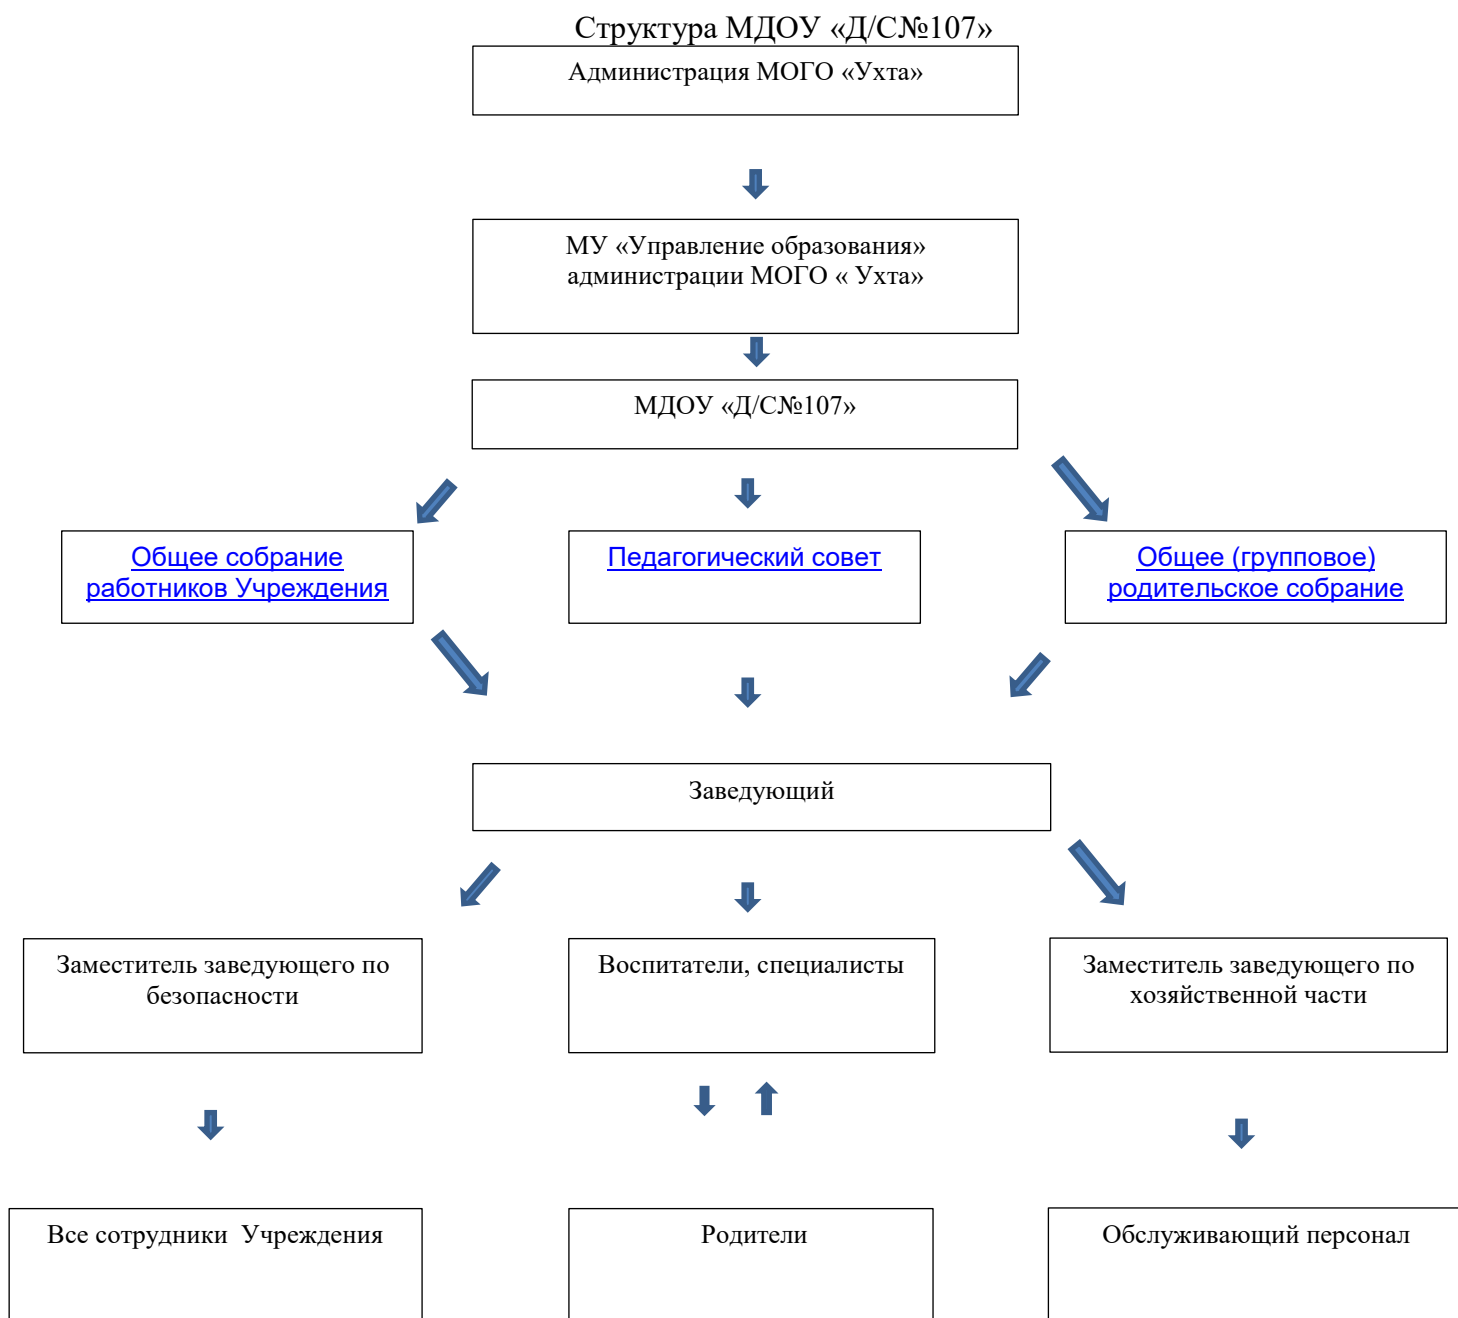 Структура МДОУ «Д/С№107»
Администрация МОГО «Ухта»
МУ «Управление образования»
администрации МОГО « Ухта»
МДОУ «Д/С№107»
Общее собрание
работников Учреждения
Педагогический совет
Общее (групповое)
родительское собрание
Заведующий
Заместитель заведующего по
безопасности
Воспитатели, специалисты
Заместитель заведующего по
хозяйственной части
Все сотрудники  Учреждения
Родители
Обслуживающий персонал